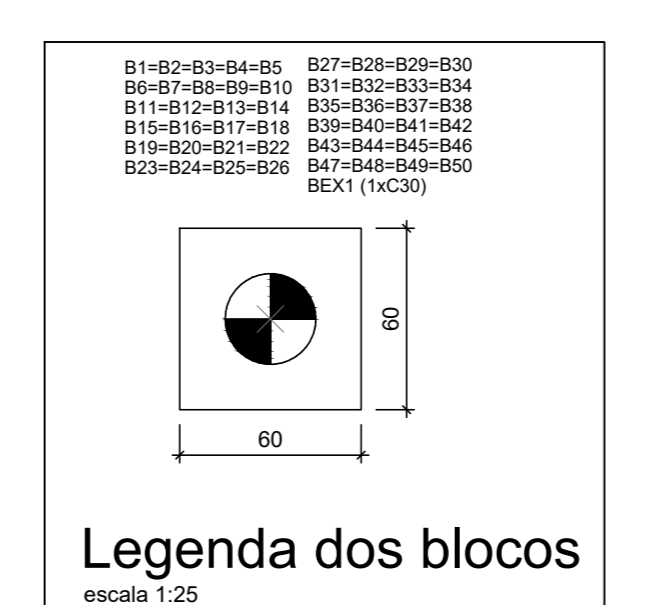 B1=B2=B3=B4=B5
B6=B7=B8=B9=B10
B11=B12=B13=B14
B15=B16=B17=B18
B19=B20=B21=B22
B23=B24=B25=B26
B27=B28=B29=B30
B31=B32=B33=B34
B35=B36=B37=B38
B39=B40=B41=B42
B43=B44=B45=B46
B47=B48=B49=B50
BEX1 (1xC30)
60
60
Legenda dos blocos
escala 1:25